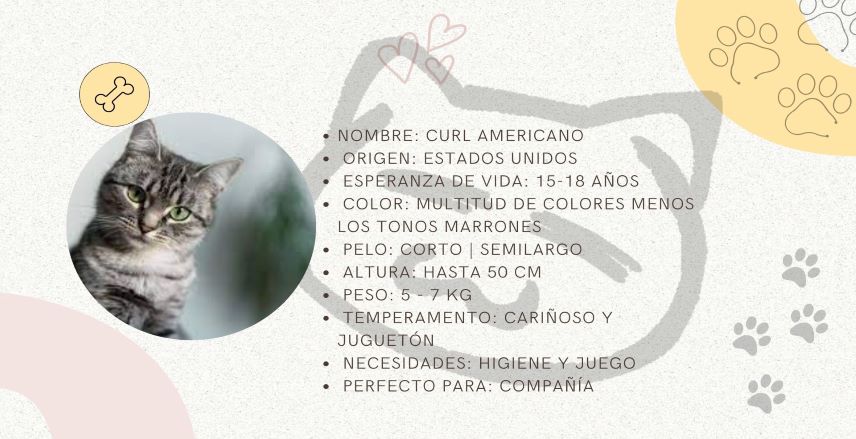 • NOMBRE: CURL AMERICANO
• ORIGEN: ESTADOS UNIDOS
• ESPERANZA DE VIDA: 15-18 AÑOS
• COLOR: MULTITUD DE COLORES MENOS
LOS TONOS MARRONES
• PELO: CORTO | SEMILARGO
• ALTURA: HASTA 50 CM
• PESO: 5 - 7 KG
• TEMPERAMENTO: CARIÑOSO Y
JUGUETÓN
• NECESIDADES: HIGIENE Y JUEGO
• PERFECTO PARA: COMPAÑÍA